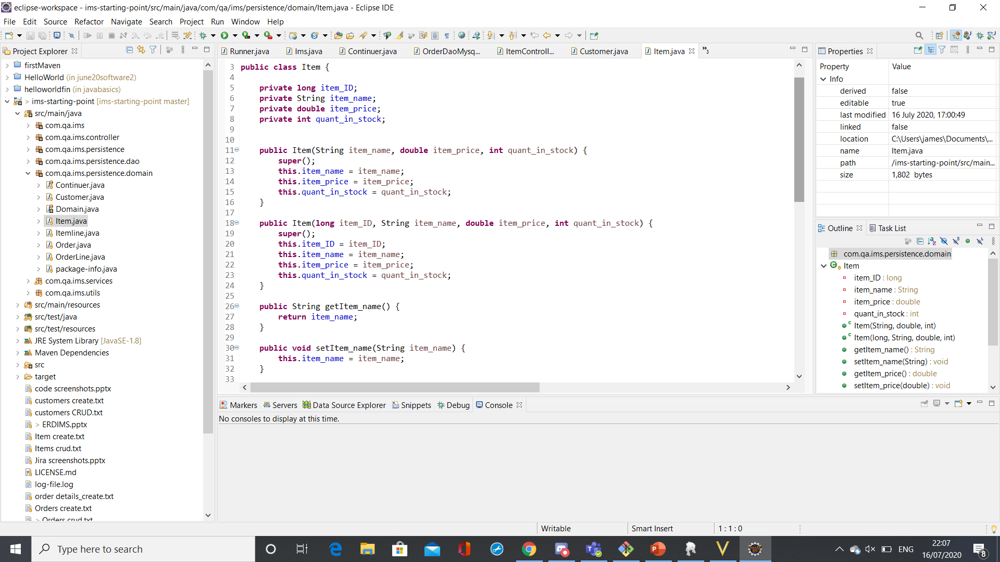 eclipse-workspace - ims-starting-point/src/main/java/com/qa/ims/persistence/domain/Item.java - Eclipse IDE
File Edit Source Refactor Navigate Search Project Run Window Help
Project Explorer
firstMaven
HelloWorld (in june20software2)
helloworldfin (in javabasics)
> ims-starting-point [ims-starting-point master]
src/main/java
com.qa.ims
com.qa.ims.controller
com.qa.ims.persistence
com.qa.ims.persistence.dao
com.qa.ims.persistence.domain
Continuer.java
Customer.java
Domain.java
Item.java
Itemline.java
Order.java
OrderLine.java
package-info.java
com.qa.ims.services
com.qa.ims.utils
src/main/resources
src/test/java
src/test/resources
JRE System Library [JavaSE-1.8]
Maven Dependencies
src
target
code screenshots.pptx
customers create.txt
customers CRUD.txt
> ERDIMS.pptx
Item create.txt
Items crud.txt
Jira screenshots.pptx
LICENSE.md
log-file.log
order details_create.txt
Orders create.txt
> Orders crud.txt
Runner.java Ims.java Continuer.java OrderDaoMysq... ItemControll... Customer.java Item.java »3
3 public class Item {
4
5 private long item_ID;
6 private String item_name;
7 private double item_price;
8 private int quant_in_stock;
9
10
11 public Item(String item_name, double item_price, int quant_in_stock) {
12 super();
13 this.item_name = item_name;
14 this.item_price = item_price;
15 this.quant_in_stock = quant_in_stock;
16 }
17
18 public Item(long item_ID, String item_name, double item_price, int quant_in_stock) {
19 super();
20 this.item_ID = item_ID;
21 this.item_name = item_name;
22 this.item_price = item_price;
23 this.quant_in_stock = quant_in_stock;
24 }
25
26 public String getItem_name() {
27 return item_name;
28 }
29
30 public void setItem_name(String item_name) {
31 this.item_name = item_name;
32 }
33
Markers Servers Data Source Explorer Snippets Debug Console
No consoles to display at this time.
Properties
Property Value
Info
derived false
editable true
last modified 16 July 2020, 17:00:49
linked false
location C:\Users\james\Documents\...
name Item.java
path /ims-starting-point/src/main...
size 1,802 bytes
Outline Task List
com.qa.ims.persistence.domain
Item
item_ID : long
item_name : String
item_price : double
quant_in_stock : int
Item(String, double, int)
Item(long, String, double, int)
getItem_name() : String
setItem_name(String) : void
getItem_price() : double
setItem_price(double) : void
Writable Smart Insert 1 : 1 : 0
Type here to search
ENG
22:07
16/07/2020
8